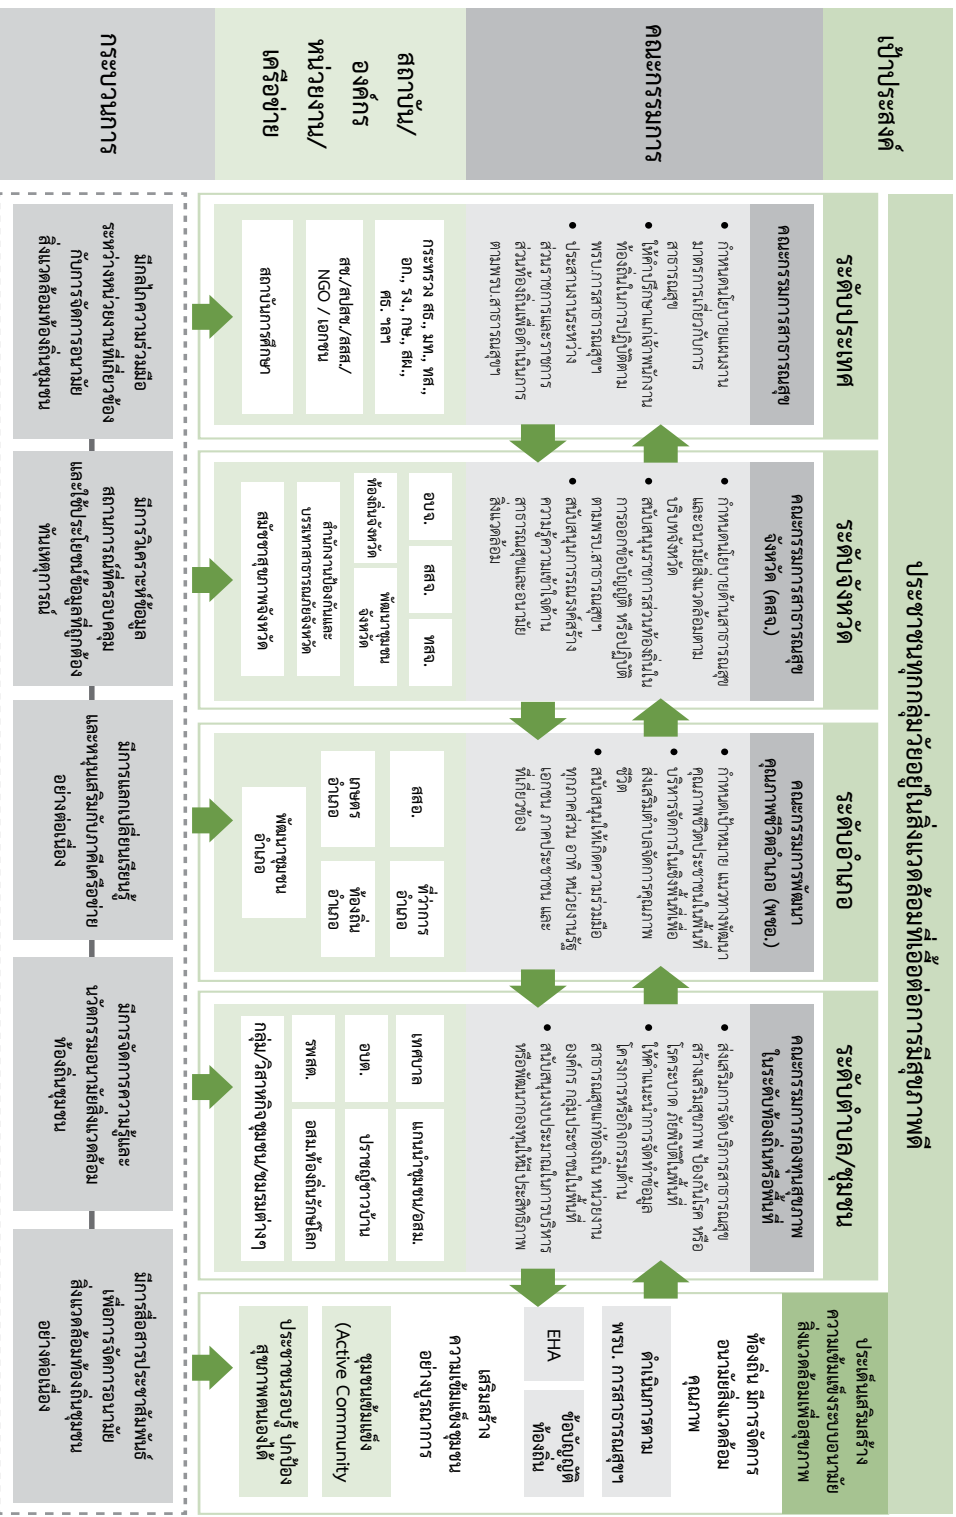 เป้าประสงค์
ประชาชนทุกกลุ่มวัยอยู่ในสิ่งแวดล้อมที่เอื้อต่อการมีสุขภาพดี
คณะกรรมการ
สถาบัน/
องค์กร
หน่วยงาน/
เครือข่าย
กระบวนการ
ระดับประเทศ
คณะกรรมการสาธารณสุข
• กำหนดนโยบายแผนงาน
มาตรการเกี่ยวกับการ
สาธารณสุข
• ให้คำปรึกษาแก่เจ้าพนักงาน
ท้องถิ่นในการปฏิบัติตาม
พรบ.การสาธารณสุขฯ
• ประสานงานระหว่าง
ส่วนราชการและราชการ
ส่วนท้องถิ่นเพื่อดำเนินการ
ตามพรบ.สาธารณสุขฯ
กระทรวง สธ., มท., ทส.,
อก., รง., กษ., สผ.,
ศธ. ฯลฯ
สช./สปสช./สสส./
NGO / เอกชน
สถาบันการศึกษา
ระดับจังหวัด
คณะกรรมการสาธารณสุข
จังหวัด (คสจ.)
• กำหนดนโยบายด้านสาธารณสุข
และอนามัยสิ่งแวดล้อมตาม
บริบทจังหวัด
• สนับสนุนราชการส่วนท้องถิ่นใน
การออกข้อบัญญัติ หรือปฏิบัติ
ตามพรบ.สาธารณสุขฯ
• สนับสนุนการรณรงค์สร้าง
ความรู้ความเข้าใจด้าน
สาธารณสุขและอนามัย
สิ่งแวดล้อม
อบจ.
สสจ.
ทสจ.
ท้องถิ่นจังหวัด
พัฒนาชุมชน
จังหวัด
สำนักงานป้องกันและ
บรรเทาสาธารณภัยจังหวัด
สมัชชาสุขภาพจังหวัด
ระดับอำเภอ
คณะกรรมการพัฒนา
คุณภาพชีวิตอำเภอ (พชอ.)
• กำหนดเป้าหมาย แนวทางพัฒนา
คุณภาพชีวิตประชาชนในพื้นที่
• บริหารจัดการในเชิงพื้นที่เพื่อ
ส่งเสริมตำบลจัดการคุณภาพ
ชีวิต
• สนับสนุนให้เกิดความร่วมมือ
ทุกภาคส่วน อาทิ หน่วยงานรัฐ
เอกชน ภาคประชาชน และ
ที่เกี่ยวข้อง
สสอ.
ที่ว่าการ
อำเภอ
เกษตร
อำเภอ
ท้องถิ่น
อำเภอ
พัฒนาชุมชน
อำเภอ
ระดับตำบล/ชุมชน
คณะกรรมการกองทุนสุขภาพ
ในระดับท้องถิ่นหรือพื้นที่
• ส่งเสริมการจัดบริการสาธารณสุข
สร้างเสริมสุขภาพ ป้องกันโรค หรือ
โรคระบาด ภัยพิบัติในพื้นที่
• ให้คำแนะนำการจัดทำข้อมูล
โครงการหรือกิจกรรมด้าน
สาธารณสุขแก่ท้องถิ่น หน่วยงาน
องค์กร กลุ่มประชาชนในพื้นที่
• สนับสนุนงบประมาณในการบริหาร
หรือพัฒนากองทุนให้มีประสิทธิภาพ
เทศบาล
แกนนำชุมชน/อสม.
อบต.
ปราชญ์ชาวบ้าน
รพสต.
อสม.ท้องถิ่นรักษ์โลก
กลุ่ม/วิสาหกิจชุมชน/ชมรมต่างๆ
ประเด็นเสริมสร้าง
ความเข้มแข็งระบบอนามัย
สิ่งแวดล้อมเพื่อสุขภาพ
ท้องถิ่น มีการจัดการ
อนามัยสิ่งแวดล้อม
คุณภาพ
ดำเนินการตาม
พรบ. การสาธารณสุขฯ
EHA
ข้อบัญญัติ
ท้องถิ่น
เสริมสร้าง
ความเข้มแข็งชุมชน
อย่างบูรณาการ
ชุมชนเข้มแข็ง
(Active Community
ประชาชนรอบรู้ ปกป้อง
สุขภาพตนเองได้
มีกลไกความร่วมมือ
ระหว่างหน่วยงานที่เกี่ยวข้อง
กับการจัดการอนามัย
สิ่งแวดล้อมท้องถิ่นชุมชน
มีการวิเคราะห์ข้อมูล
สถานการณ์ที่ครอบคลุม
และใช้ประโยชน์ข้อมูลที่ถูกต้อง
ทันเหตุการณ์
มีการแลกเปลี่ยนเรียนรู้
และหนุนเสริมกับภาคีเครือข่าย
อย่างต่อเนื่อง
มีการจัดการความรู้และ
นวัตกรรมอนามัยสิ่งแวดล้อม
ท้องถิ่นชุมชน
มีการสื่อสารประชาสัมพันธ์
เพื่อการจัดการอนามัย
สิ่งแวดล้อมท้องถิ่นชุมชน
อย่างต่อเนื่อง